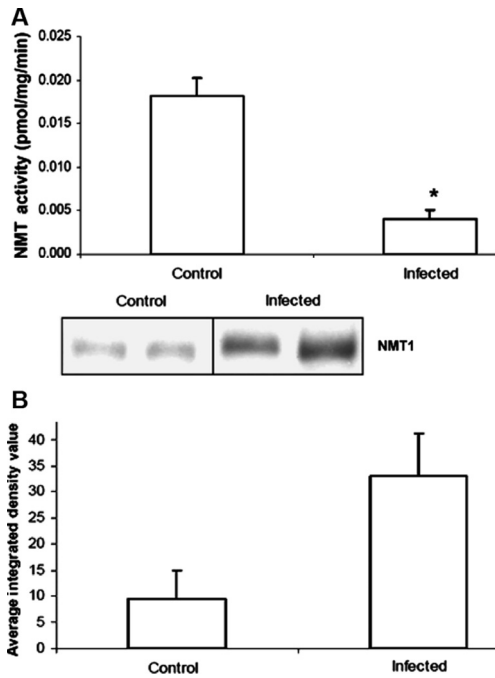 A
NMT activity (pmol/mg/min)
0.025
0.020
0.015
0.010
0.005
0.000
*
Control Infected
Control Infected
NMT1
B
Average integrated density value
40
35
30
25
20
15
10
5
0
Control Infected